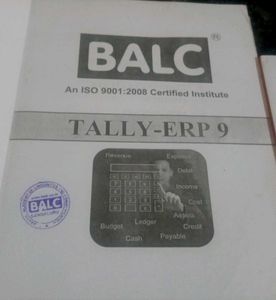 BALC
An ISO 9001:2008 Certified Institute
TALLY-ERP 9
Revenue
Expense
Debit
Income
Cost
Assets
Ledger
Budget
Credit
Cash
Payable
BALC